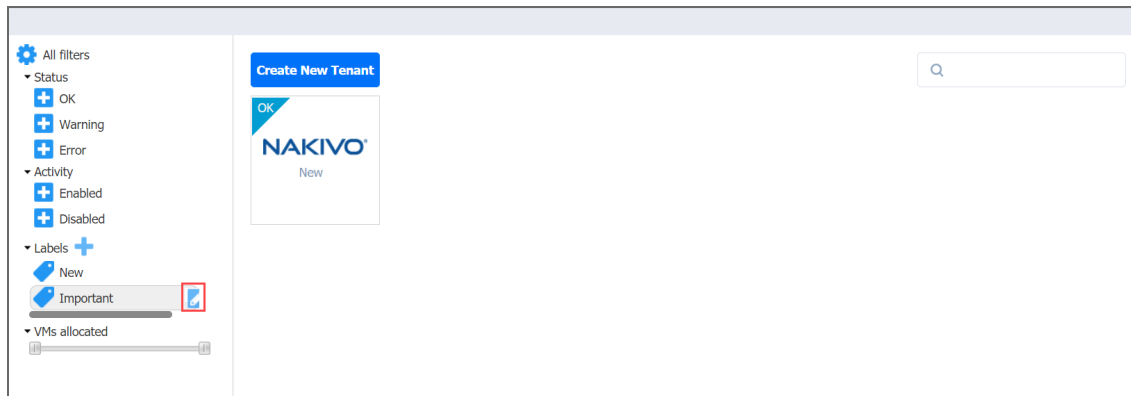 All filters
Status
OK
Warning
Error
Activity
Enabled
Disabled
Labels
New
Important
VMs allocated
Create New Tenant
OK
NAKIVO®
New